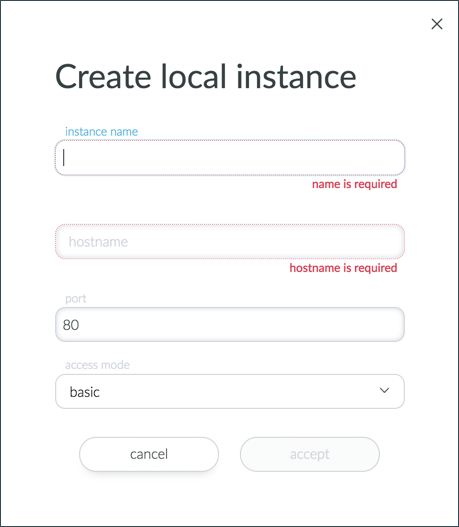 Create local instance
instance name
name is required
hostname
hostname is required
port
80
access mode
basic
cancel accept